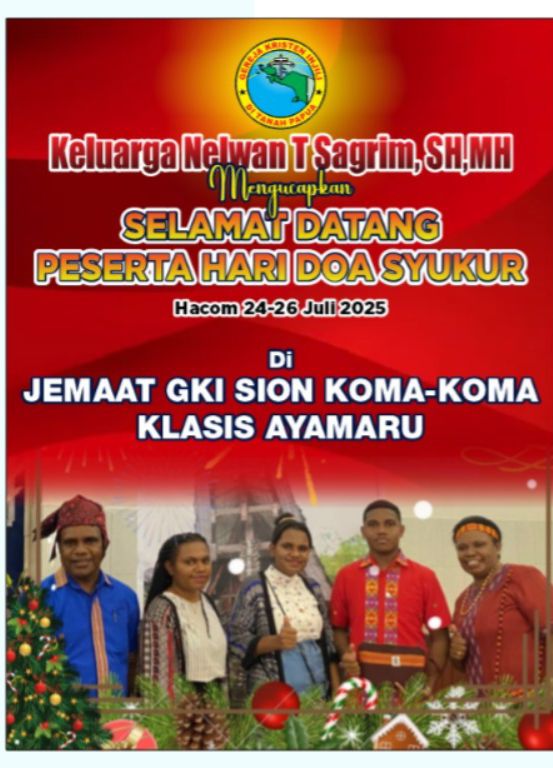 GEREJA KRISTEN INJILI
DI TANAH PAPUA
Keluarga Nelwan T Sagrim, SH,MH
Mengucapkan
SELAMAT DATANG
PESERTA HARI DOA SYUKUR
Hacom 24-26 Juli 2025
Di
JEMAAT GKI SION KOMA-KOMA
KLASIS AYAMARU